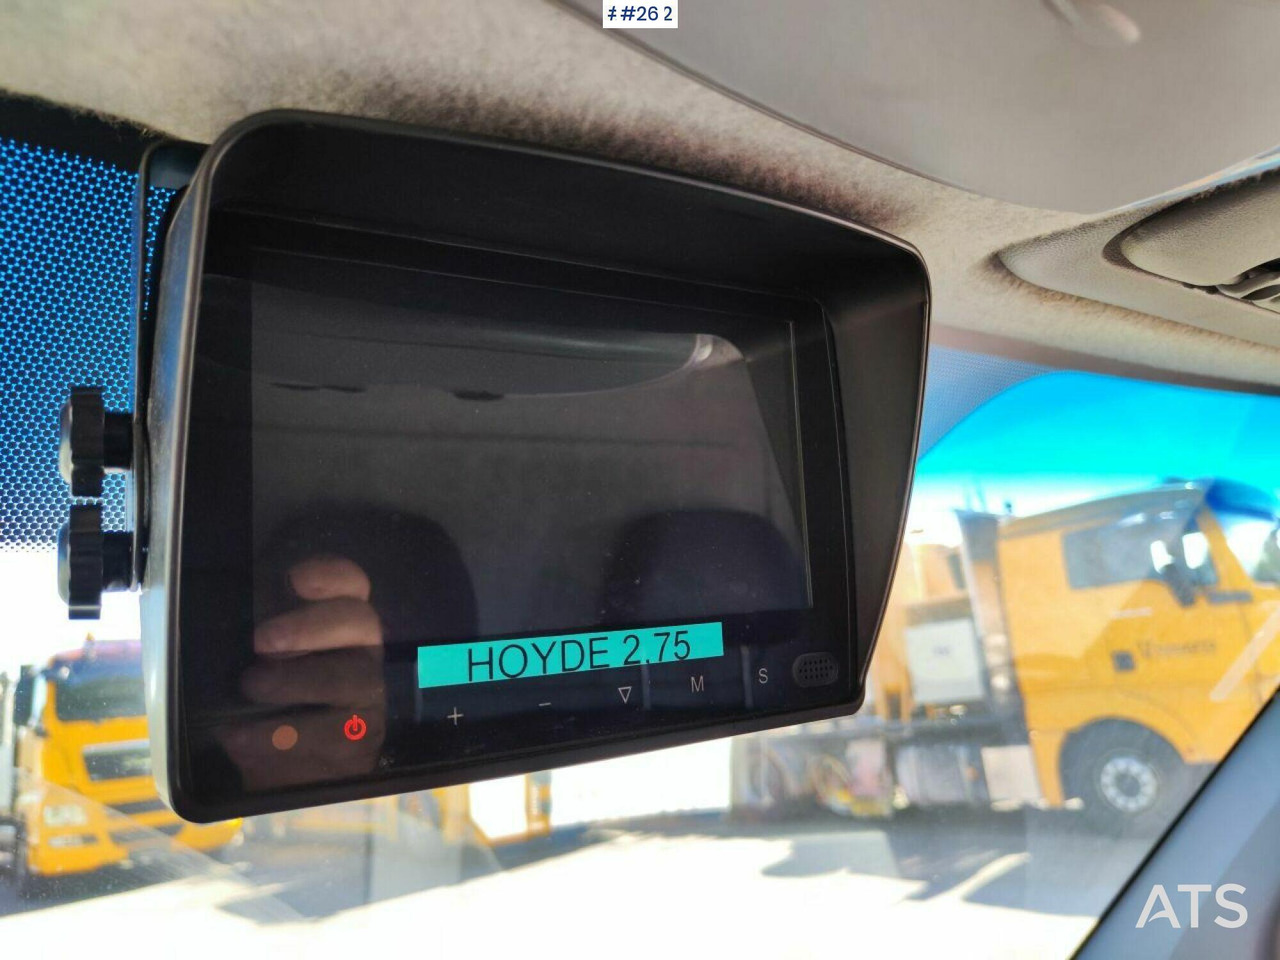 ##26 2
HOYDE 2.75
+ − ▽ M S
ATS